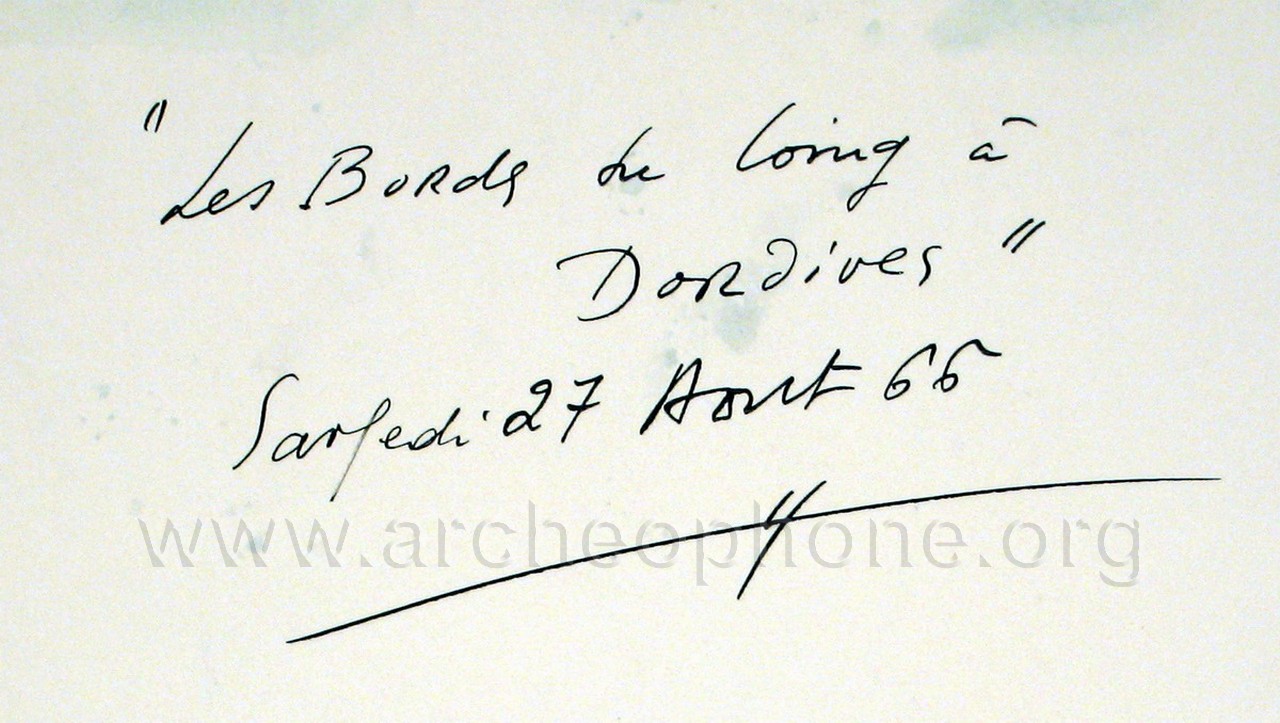 "Les Bords du Loing à
Dordives"
Samedi 27 Août 66
www.archeophone.org